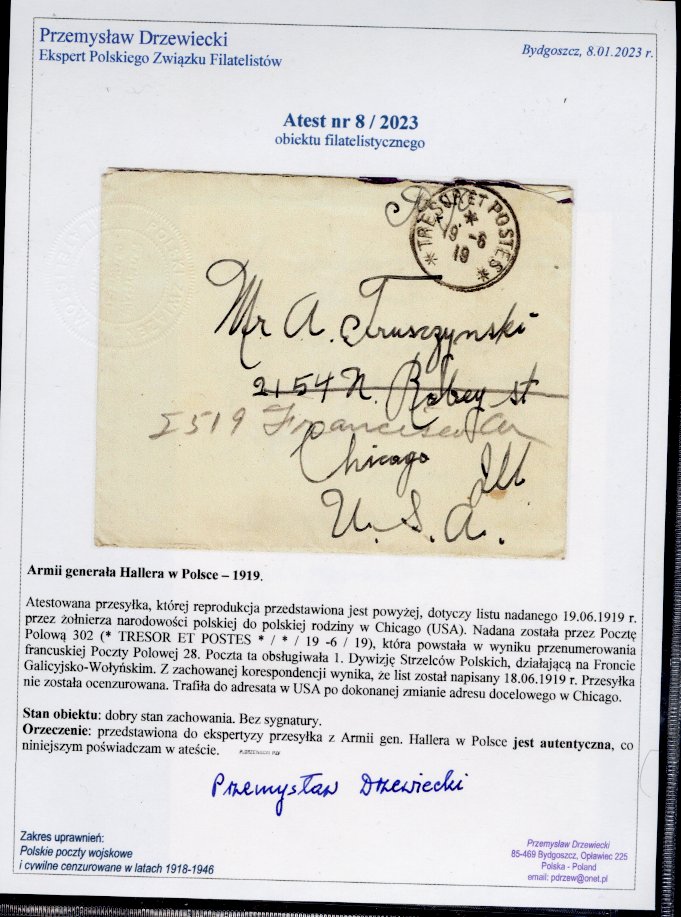 Przemysław Drzewiecki
Ekspert Polskiego Związku Filatelistów
Bydgoszcz, 8.01.2023 r.
Atest nr 8 / 2023
obiektu filatelistycznego
* TRESOR ET POSTES *
*
19 -6
19
Mr A. Truszynski
2154 N. Robey st
2519 Francisco Av
Chicago
Ill
U. S. A.
Armii generała Hallera w Polsce – 1919.
Atestowana przesyłka, której reprodukcja przedstawiona jest powyżej, dotyczy listu nadanego 19.06.1919 r.
przez żołnierza narodowości polskiej do polskiej rodziny w Chicago (USA). Nadana została przez Pocztę
Polową 302 (* TRESOR ET POSTES * / * / 19 -6 / 19), która powstała w wyniku przenumerowania
francuskiej Poczty Polowej 28. Poczta ta obsługiwała 1. Dywizję Strzelców Polskich, działającą na Froncie
Galicyjsko-Wołyńskim. Z zachowanej korespondencji wynika, że list został napisany 18.06.1919 r. Przesyłka
nie została ocenzurowana. Trafiła do adresata w USA po dokonanej zmianie adresu docelowego w Chicago.
Stan obiektu: dobry stan zachowania. Bez sygnatury.
Orzeczenie: przedstawiona do ekspertyzy przesyłka z Armii gen. Hallera w Polsce jest autentyczna, co
niniejszym poświadczam w ateście.
P. DRZEWIECKI PZF
Przemysław Drzewiecki
Zakres uprawnień:
Polskie poczty wojskowe
i cywilne cenzurowane w latach 1918-1946
Przemysław Drzewiecki
85-469 Bydgoszcz, Opławiec 225
Polska - Poland
email: pdrzew@onet.pl